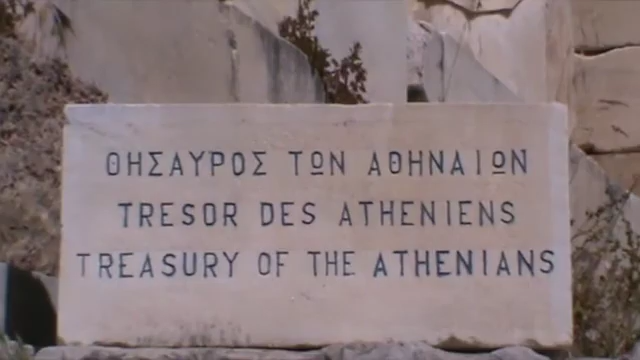 ΘΗΣΑΥΡΟΣ ΤΩΝ ΑΘΗΝΑΙΩΝ
TRESOR DES ATHENIENS
TREASURY OF THE ATHENIANS